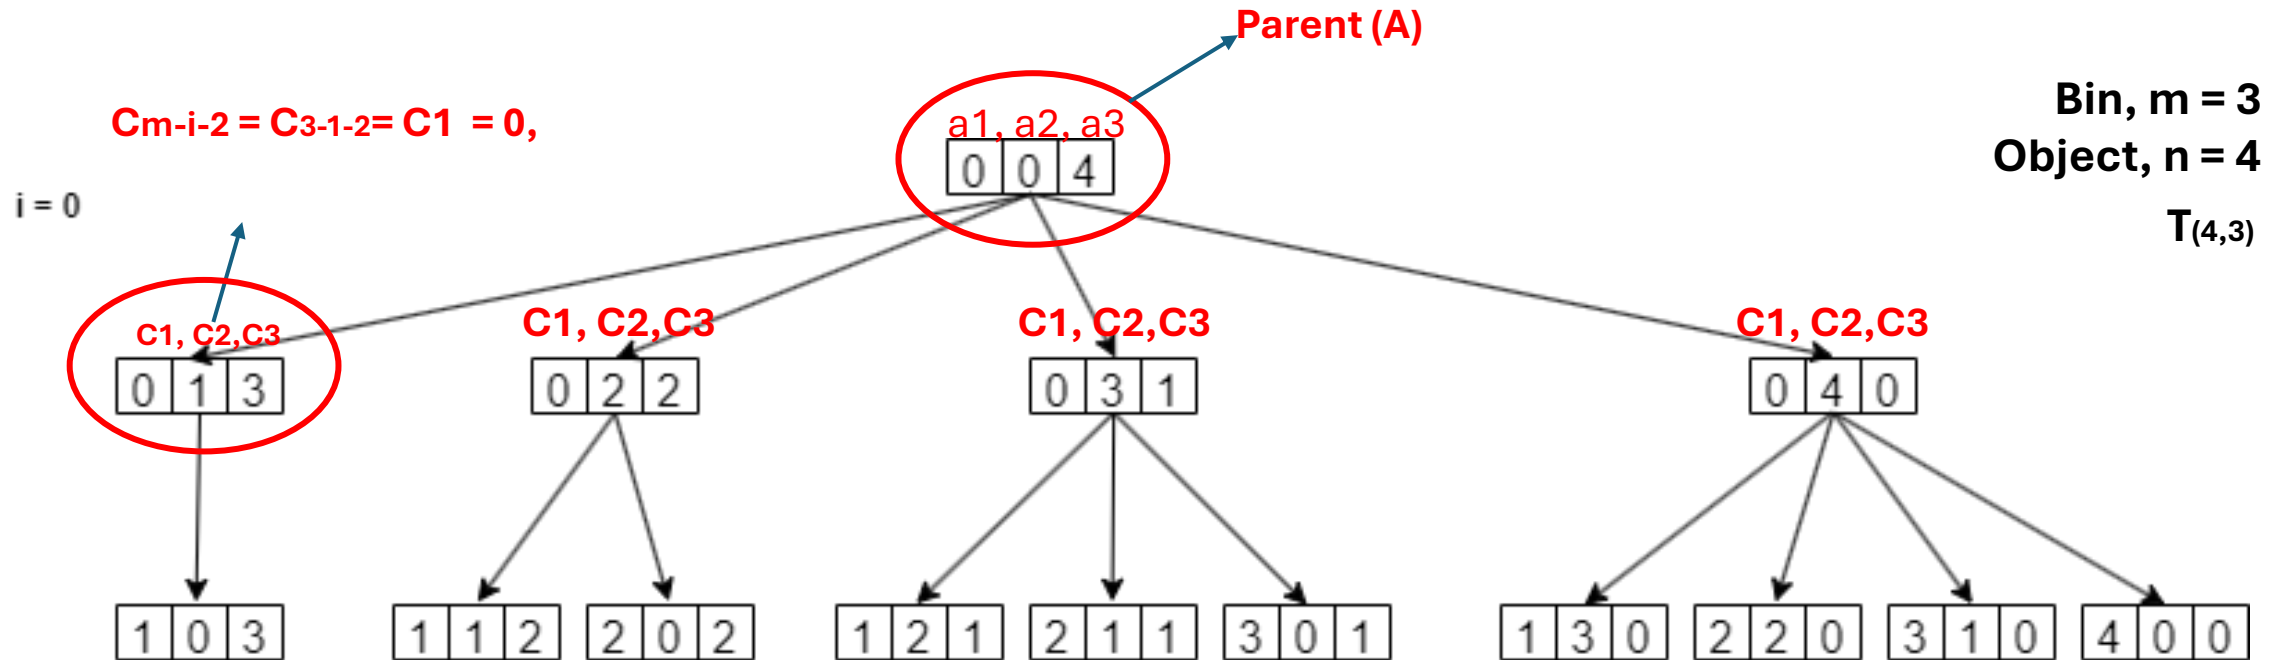 Parent (A)
Bin, m = 3
Cm-i-2 = C3-1-2= C1 = 0,
a1, a2, a3
0 0 4
Object, n = 4
i = 0
T(4,3)
C1, C2,C3
C1, C2,C3
C1, C2,C3
C1, C2,C3
0 1 3
0 2 2
0 3 1
0 4 0
1 0 3
1 1 2
2 0 2
1 2 1
2 1 1
3 0 1
1 3 0
2 2 0
3 1 0
4 0 0